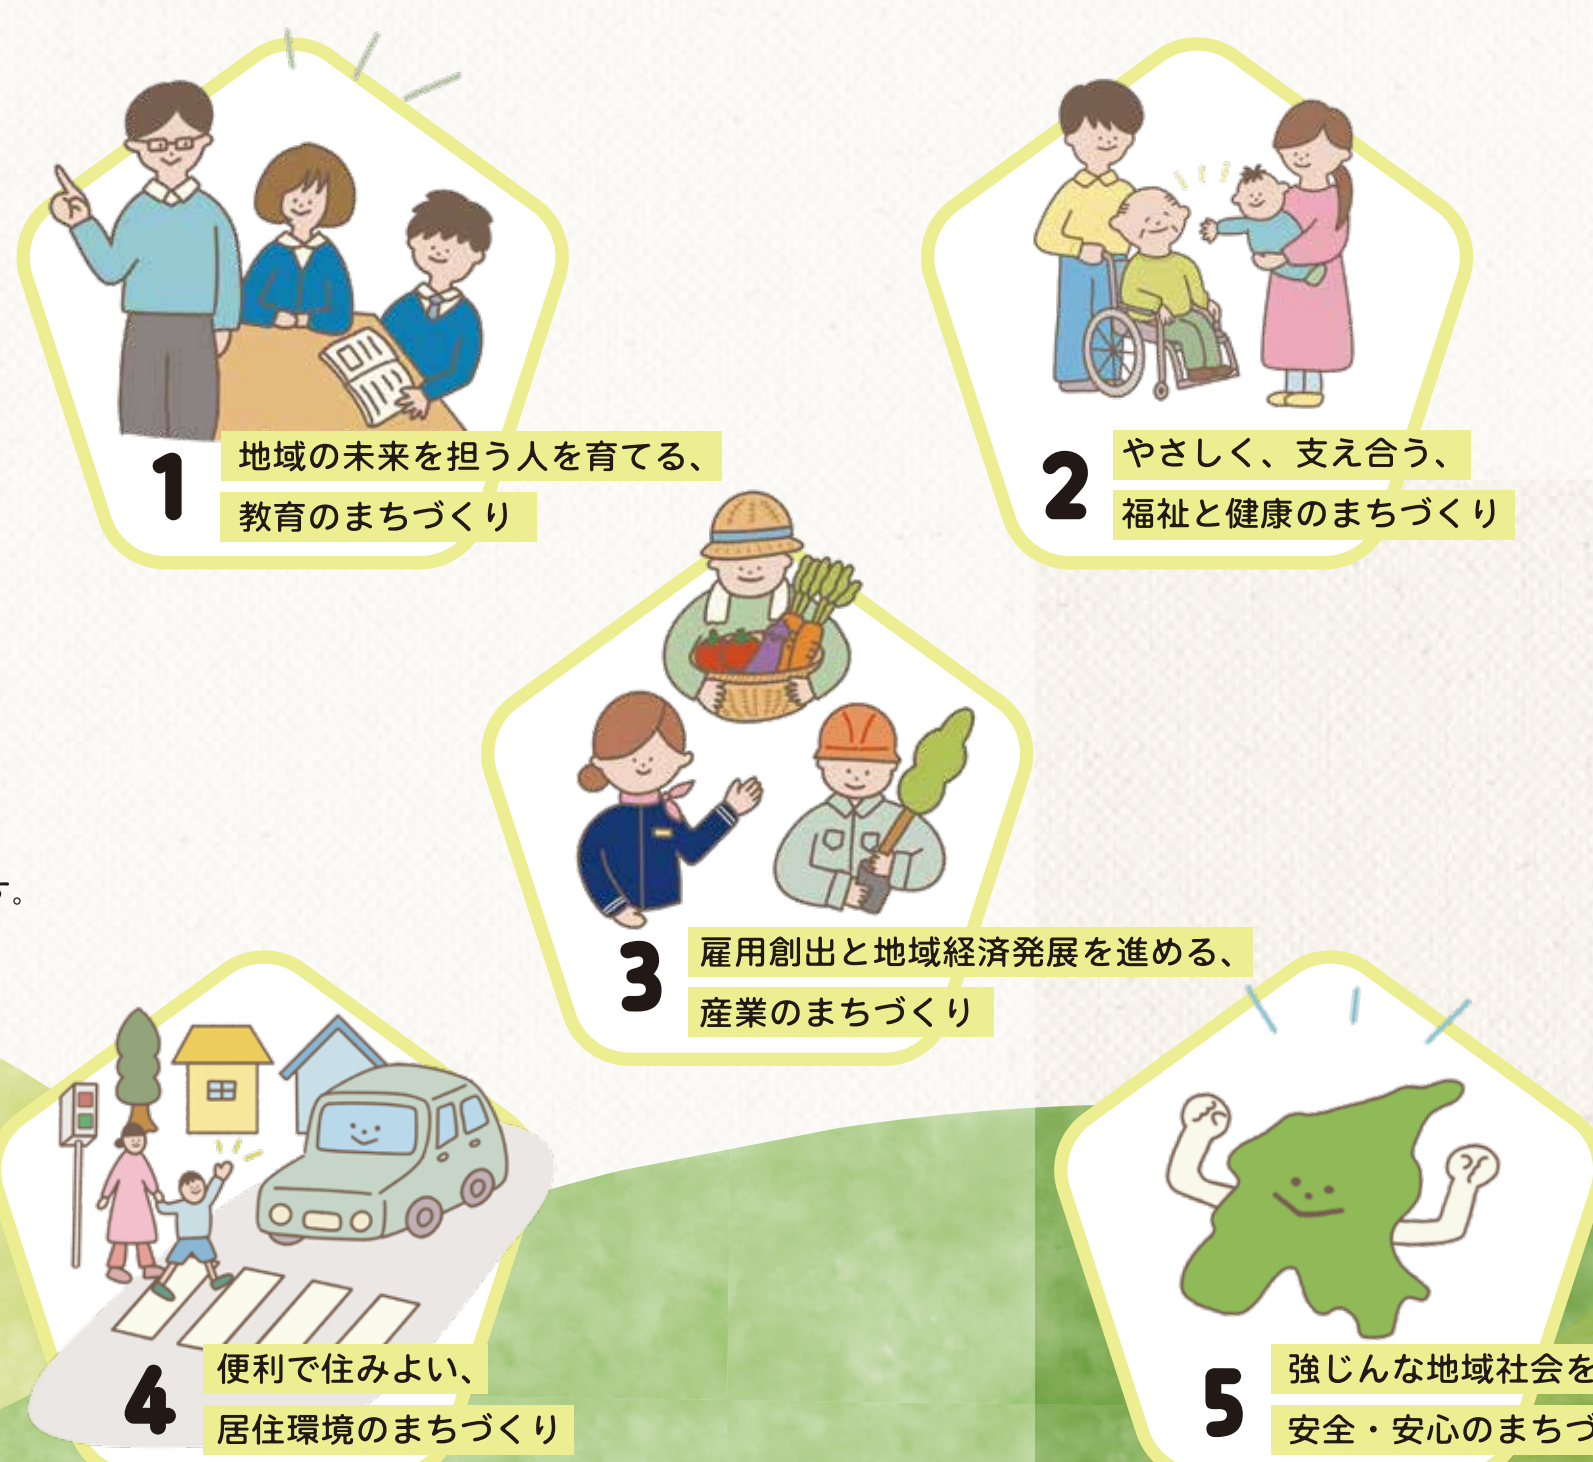 1
地域の未来を担う人を育てる、
教育のまちづくり
2
やさしく、支え合う、
福祉と健康のまちづくり
3
雇用創出と地域経済発展を進める、
産業のまちづくり
す。
4
便利で住みよい、
居住環境のまちづくり
5
強じんな地域社会を
安全・安心のまちづ